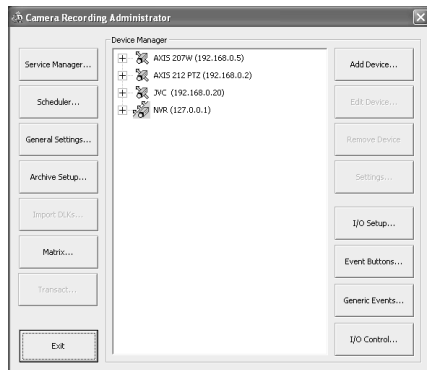 Camera Recording Administrator
Device Manager
Service Manager...
Scheduler...
General Settings...
Archive Setup...
Import DLKs...
Matrix...
Transact...
Exit
AXIS 207W (192.168.0.5)
AXIS 212 PTZ (192.168.0.2)
JVC (192.168.0.20)
NVR (127.0.0.1)
Add Device...
Edit Device...
Remove Device
Settings...
I/O Setup...
Event Buttons...
Generic Events...
I/O Control...